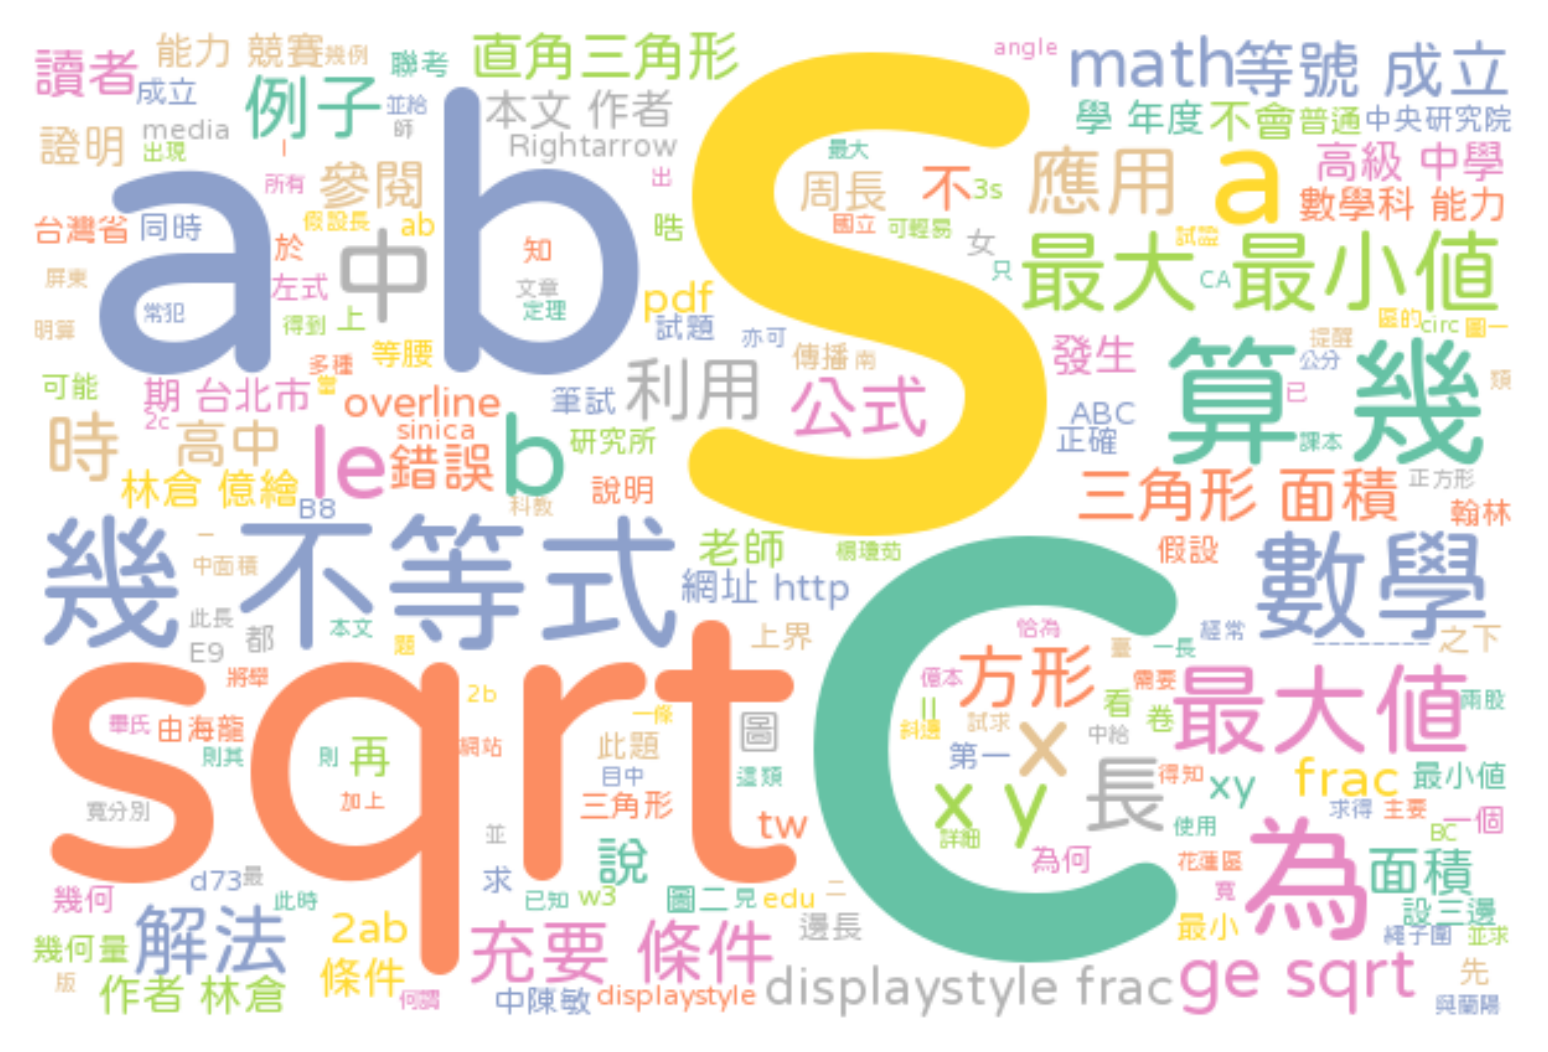 讀者 能力 競賽 幾例 聯考 直角三角形 angle math 等號 成立
成立 例子 並給 師 本文 作者 S 學 年度 不會 普通 中央研究院
證明 media 出現 l a b Rightarrow 最大 應用 a 高級 中學
所有 參閱 出 周長 不 3s 數學科 能力
台灣省 同時 於 假設長 ab 中 知 晧 國立 可輕易 女 最大 試證 最小值
屏東 常犯 左式 文章 定理 pdf 只 CA
明算 得到 上 等腰 試題 亦可 區的 circ 圖一
可能 多種 當 利用 傳播 南 發生 提醒 公分 算 幾 類
期 台北市 2c overline 筆試 公式 ABC 已
時 高中 sinica le 錯誤 b 研究所 正確 課本
林倉 億繪 B8 科教 說明 三角形 面積 正方形 翰林
幾 不等式 一 中面積 老師 楊瓊茹 C 假設 數學
此長 E9 都 本文 題 網址 http 上界 恰為 臺 經常 一長 -------- 之下
sqrt 將舉 2b 一條 億本 方形 需要 最大值 兩股
畢氏 由海龍 則其 則 再 網站 此題 圖 ll 斜邊 試求 x 看 卷 中給
寬分別 加上 目中 這類 第一 長 得知 xy frac 最小值
並 三角形 tw x y 詳細 使用 求得 主要 一個 BC
d73 最 求 說 為何 花蓮區 寬 為 面積
幾何 此時 已知 w3 圖二 見 edu 二 設三邊
幾何量 解法 2ab 充要 條件 邊長 最小 繩子圍 並求
版 作者 林倉 條件 何謂 中陳敏 displaystyle displaystyle frac ge sqrt 先 與蘭陽